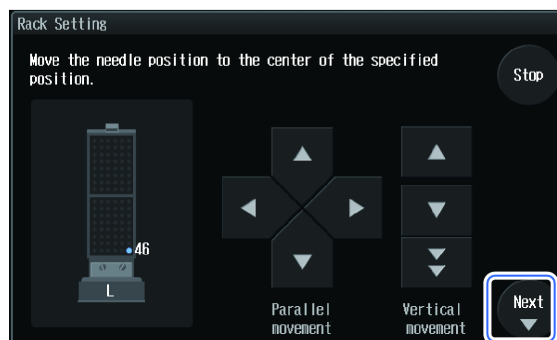 Rack Setting
Move the needle position to the center of the specified
position.
Stop
46
L
Parallel
movement
Vertical
movement
Next